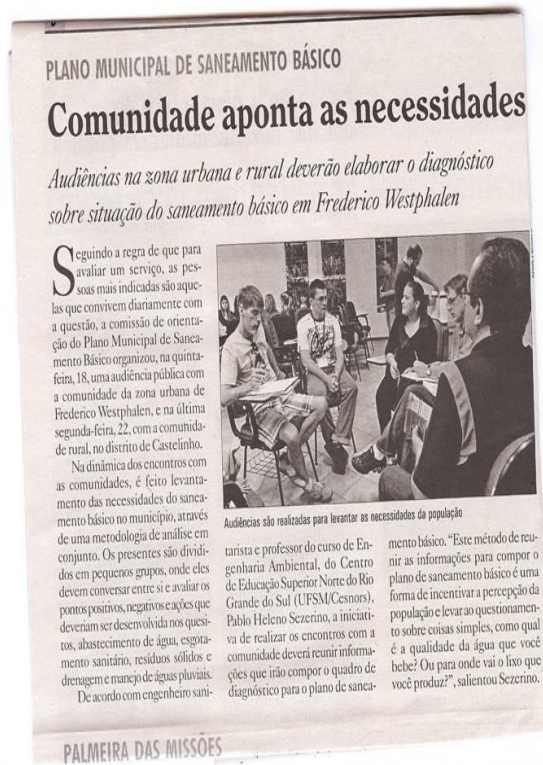 PLANO MUNICIPAL DE SANEAMENTO BÁSICO
Comunidade aponta as necessidades
Audiências na zona urbana e rural deverão elaborar o diagnóstico
sobre situação do saneamento básico em Frederico Westphalen
Seguindo a regra de que para
avaliar um serviço, as pes-
soas mais indicadas são aque-
las que convivem diariamente com
a questão, a comissão de orienta-
ção do Plano Municipal de Sanea-
mento Básico organizou, na quinta-
feira, 18, uma audiência pública com
a comunidade da zona urbana de
Frederico Westphalen, e na última
segunda-feira, 22, com a comunida-
de rural, no distrito de Castelinho.
Na dinâmica dos encontros com
as comunidades, é feito levanta-
mento das necessidades do sanea-
mento básico no município, através
de uma metodologia de análise em
conjunto. Os presentes são dividi-
dos em pequenos grupos, onde eles
devem conversar entre si e avaliar os
pontos positivos, negativos e ações que
deveriam ser desenvolvida nos quesi-
tos, abastecimento de água, esgota-
mento sanitário, resíduos sólidos e
drenagem e manejo de águas pluviais.
De acordo com engenheiro sani-
Audiências são realizadas para levantar as necessidades da população
tarista e professor do curso de En-
genharia Ambiental, do Centro
de Educação Superior Norte do Rio
Grande do Sul (UFSM/Cesnors),
Pablo Heleno Sezerino, a iniciati-
va de realizar os encontros com a
comunidade deverá reunir informa-
ções que irão compor o quadro de
diagnóstico para o plano de sanea-
mento básico. "Este método de reu-
nir as informações para compor o
plano de saneamento básico é uma
forma de incentivar a percepção da
população e levar ao questionamen-
to sobre coisas simples, como qual
é a qualidade da água que você
bebe? Ou para onde vai o lixo que
você produz?", salientou Sezerino.
PALMEIRA DAS MISSÕES